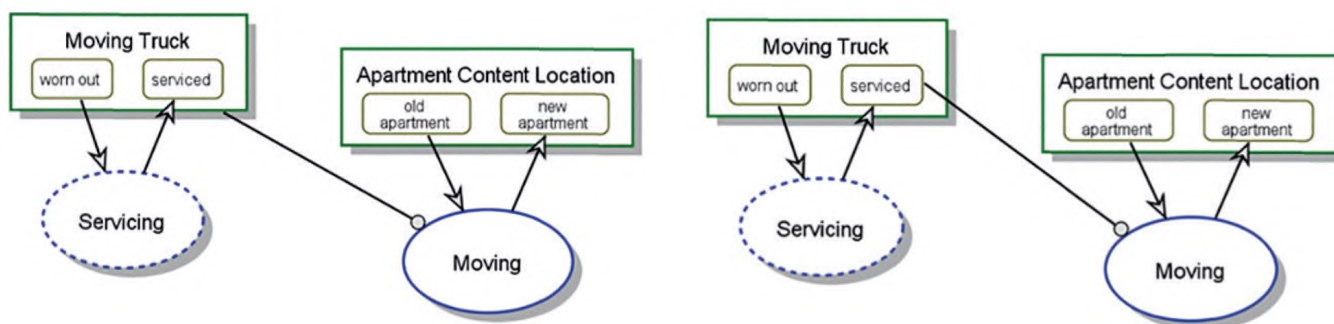 Moving Truck
worn out
serviced
Apartment Content Location
old
apartment
new
apartment
Servicing
Moving
Moving Truck
worn out
serviced
Apartment Content Location
old
apartment
new
apartment
Servicing
Moving